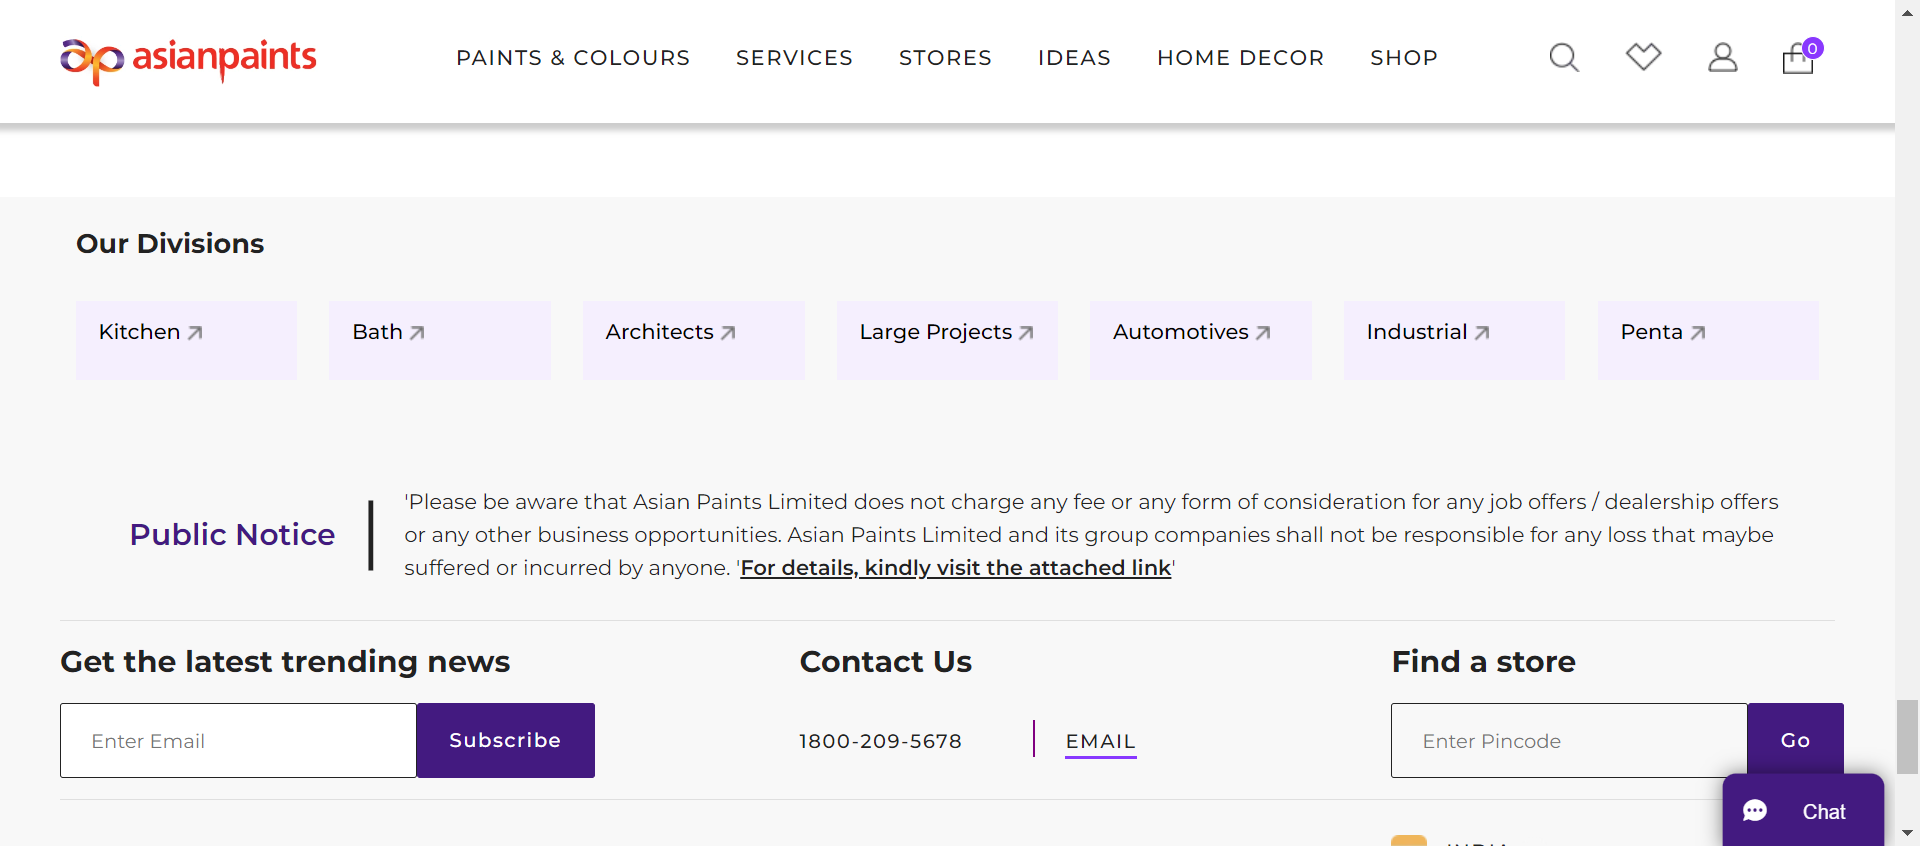 asianpaints
PAINTS & COLOURS SERVICES STORES IDEAS HOME DECOR SHOP
0
Our Divisions
Kitchen Bath Architects Large Projects Automotives Industrial Penta
Public Notice
'Please be aware that Asian Paints Limited does not charge any fee or any form of consideration for any job offers / dealership offers
or any other business opportunities. Asian Paints Limited and its group companies shall not be responsible for any loss that maybe
suffered or incurred by anyone. 'For details, kindly visit the attached link'
Get the latest trending news
Enter Email Subscribe
Contact Us
1800-209-5678 EMAIL
Find a store
Enter Pincode Go
Chat